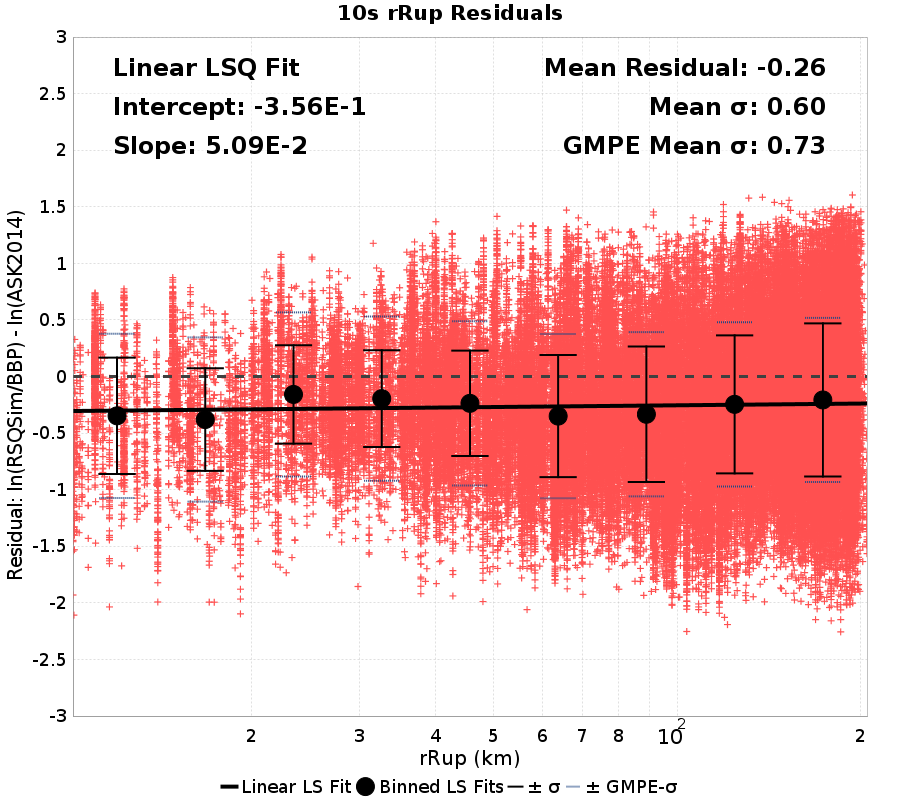 10s rRup Residuals
Linear LSQ Fit
Intercept: -3.56E-1
Slope: 5.09E-2
Mean Residual: -0.26
Mean σ: 0.60
GMPE Mean σ: 0.73
Residual: ln(RSQSim/BBP) - ln(ASK2014)
3
2.5
2
1.5
1
0.5
0
-0.5
-1
-1.5
-2
-2.5
-3
2 3 4 5 6 7 8 10² 2
rRup (km)
Linear LS Fit Binned LS Fits ± σ ± GMPE-σ